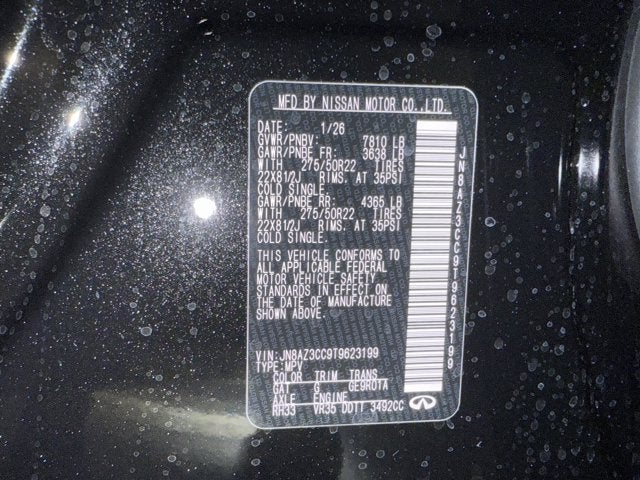 MFD BY NISSAN MOTOR CO.,LTD.
DATE: 1/26
GVWR/PNBV: 7810 LB
GAWR/PNBE FR: 3638 LB
WITH 275/50R22 TIRES
22X81/2J RIMS. AT 35PSI
COLD SINGLE.
GAWR/PNBE RR: 4365 LB
WITH 275/50R22 TIRES
22X81/2J RIMS. AT 35PSI
COLD SINGLE.
THIS VEHICLE CONFORMS TO
ALL APPLICABLE FEDERAL
MOTOR VEHICLE SAFETY
STANDARDS IN EFFECT ON
THE DATE OF MANUFACTURE
SHOWN ABOVE.
VIN: JN8AZ3CC9T9623199
TYPE: MPV
COLOR TRIM TRANS
GAT G GE9R01A
AXLE ENGINE
RH33 VR35 DDTT 3492CC
JN8AZ3CC9T9623199